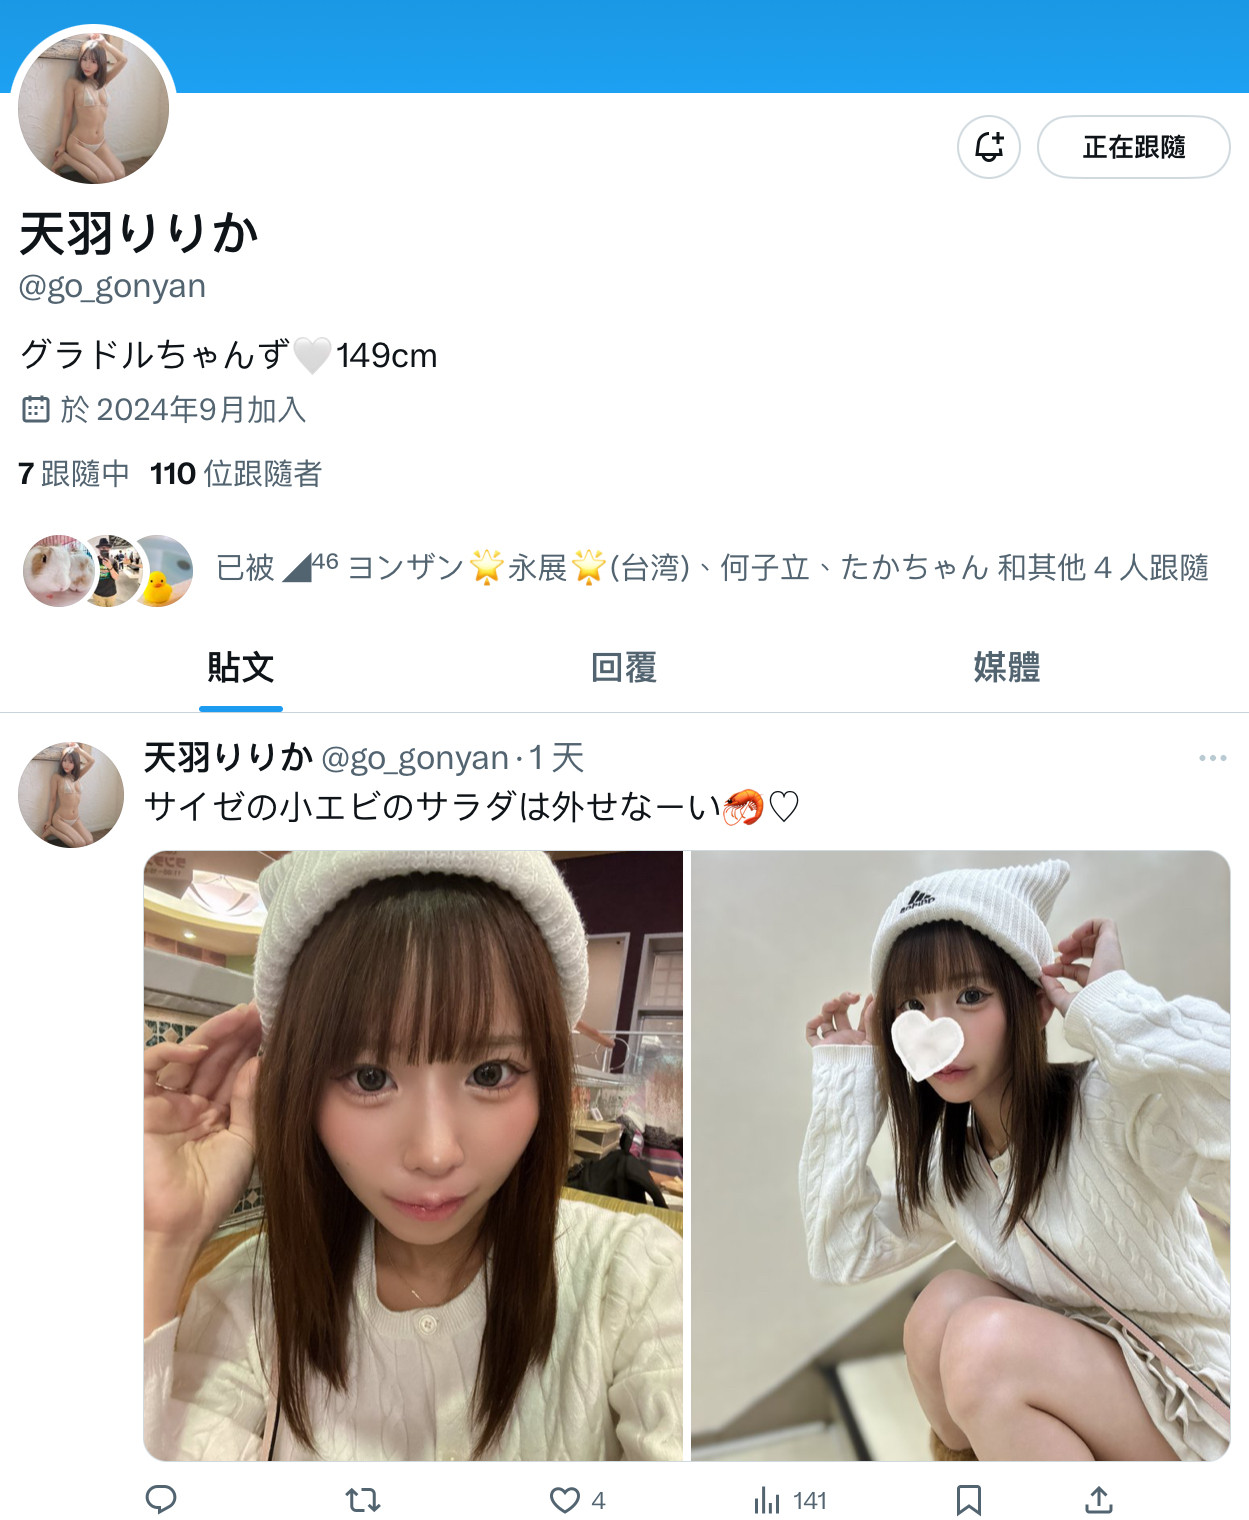 正在跟隨
天羽りりか
@go_gonyan
グラドルちゃんず🤍149cm
於 2024年9月加入
7 跟隨中 110 位跟隨者
已被 ◢⁴⁶ ヨンザン🌟永展🌟(台湾)、何子立、たかちゃん 和其他 4 人跟隨
貼文 回覆 媒體
天羽りりか @go_gonyan · 1 天
サイゼの小エビのサラダは外せなーい🦐♡
4 141